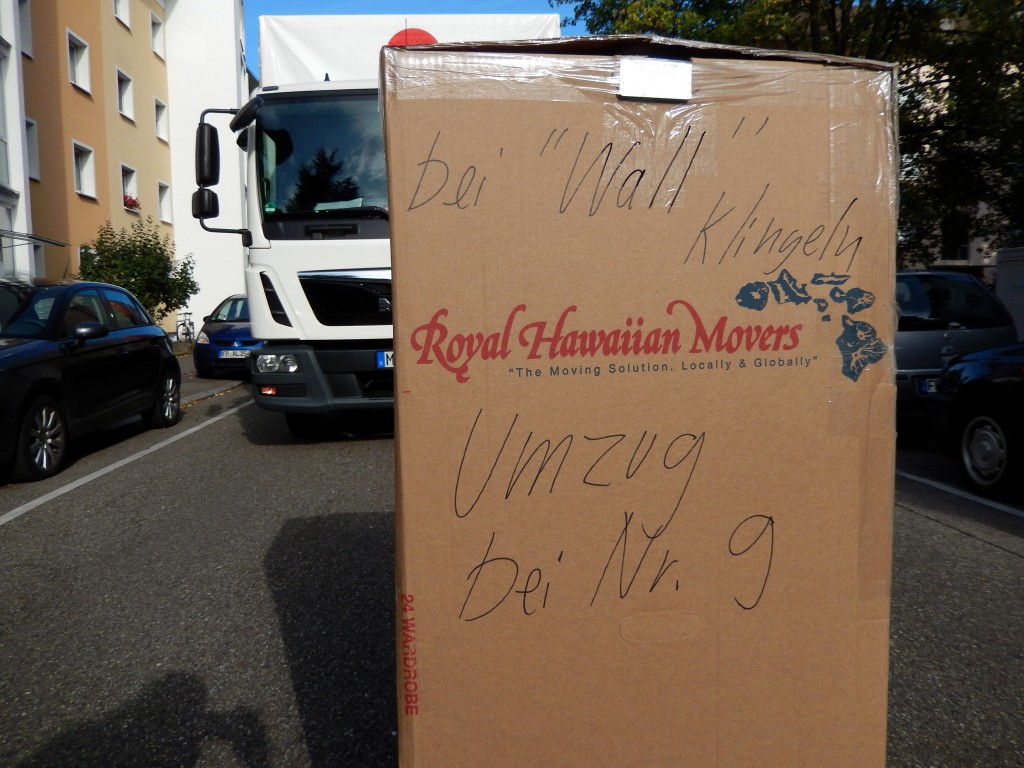 bei "Wall"
klingeln
Royal Hawaiian Movers
"The Moving Solution. Locally & Globally"
Umzug
bei Nr. 9
24 WARDROBE